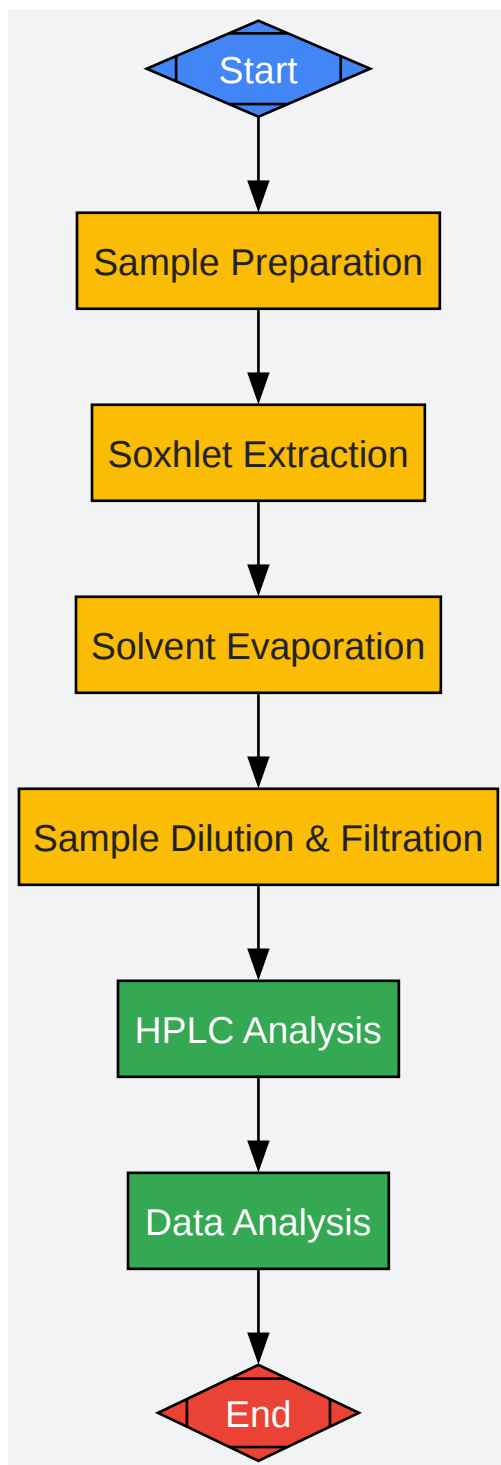 Start
Sample Preparation
Soxhlet Extraction
Solvent Evaporation
Sample Dilution & Filtration
HPLC Analysis
Data Analysis
End